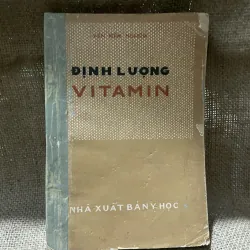 ĐỊNH LƯỢNG
VITAMIN
NHÀ XUẤT BẢN Y HỌC